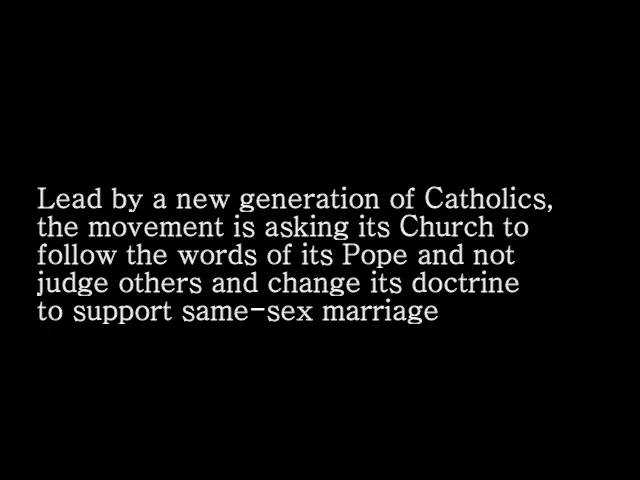 Lead by a new generation of Catholics,
the movement is asking its Church to
follow the words of its Pope and not
judge others and change its doctrine
to support same-sex marriage